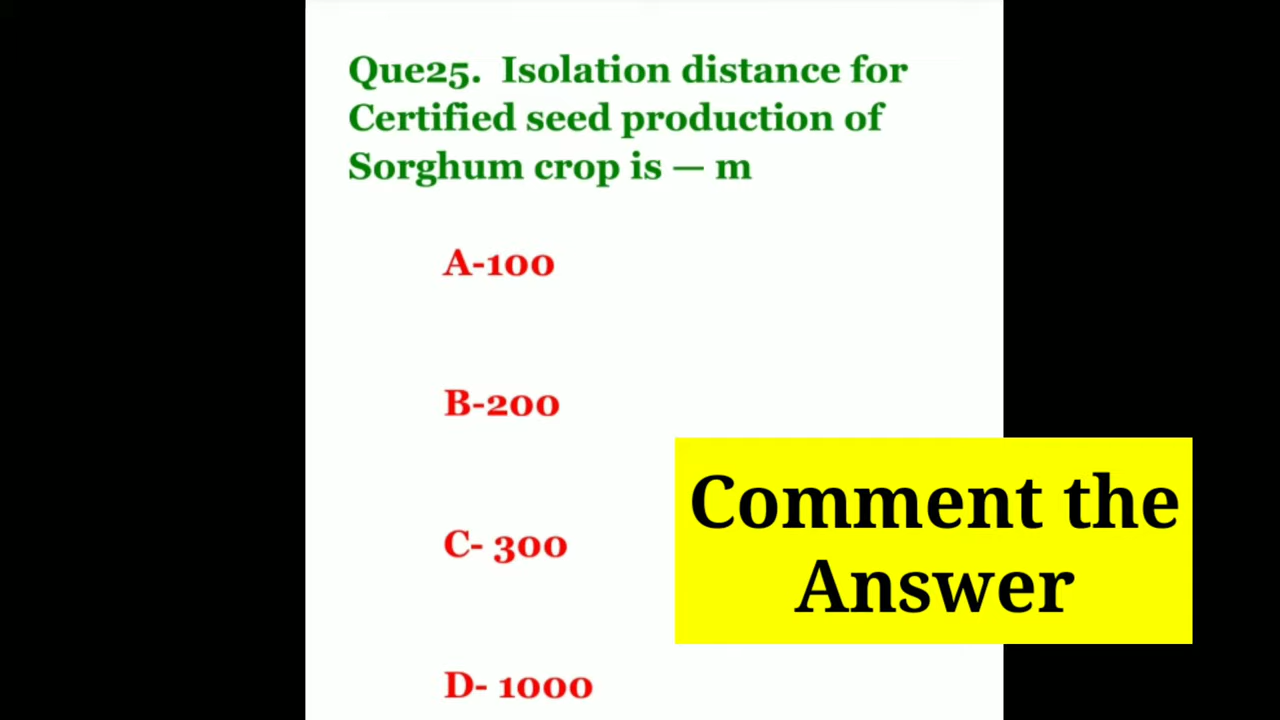 Que25. Isolation distance for
Certified seed production of
Sorghum crop is — m
A-100
B-200
C- 300
D- 1000
Comment the
Answer